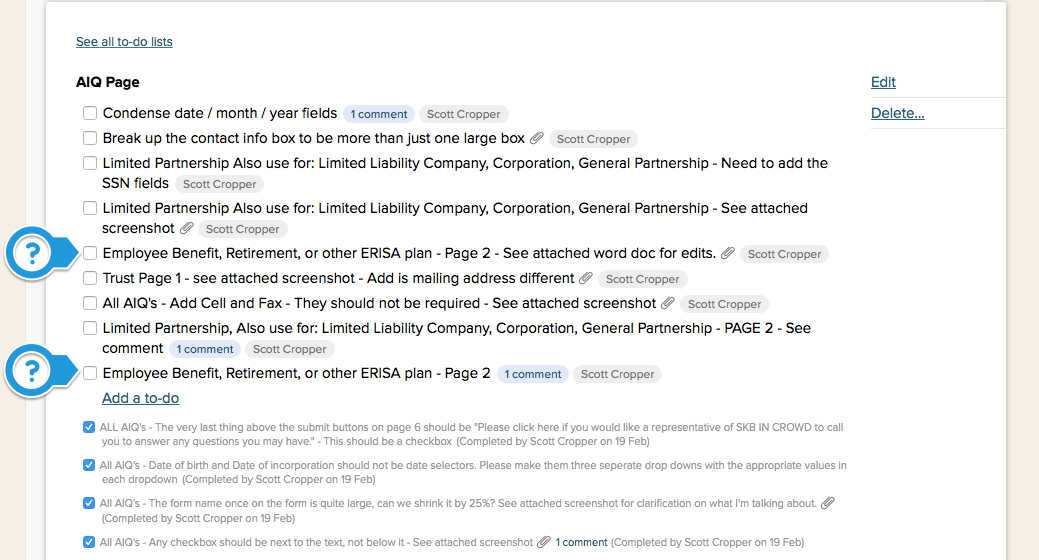 See all to-do lists
AIQ Page
Edit
Condense date / month / year fields 1 comment Scott Cropper
Delete...
Break up the contact info box to be more than just one large box Scott Cropper
Limited Partnership Also use for: Limited Liability Company, Corporation, General Partnership - Need to add the
SSN fields Scott Cropper
Limited Partnership Also use for: Limited Liability Company, Corporation, General Partnership - See attached
screenshot Scott Cropper
? Employee Benefit, Retirement, or other ERISA plan - Page 2 - See attached word doc for edits. Scott Cropper
Trust Page 1 - see attached screenshot - Add is mailing address different Scott Cropper
All AIQ's - Add Cell and Fax - They should not be required - See attached screenshot Scott Cropper
Limited Partnership, Also use for: Limited Liability Company, Corporation, General Partnership - PAGE 2 - See
comment 1 comment Scott Cropper
? Employee Benefit, Retirement, or other ERISA plan - Page 2 1 comment Scott Cropper
Add a to-do
ALL AIQ's - The very last thing above the submit buttons on page 6 should be "Please click here if you would like a representative of SKB IN CROWD to call
you to answer any questions you may have." - This should be a checkbox (Completed by Scott Cropper on 19 Feb)
All AIQ's - Date of birth and Date of incorporation should not be date selectors. Please make them three seperate drop downs with the appropriate values in
each dropdown (Completed by Scott Cropper on 19 Feb)
All AIQ's - The form name once on the form is quite large, can we shrink it by 25%? See attached screenshot for clarification on what I'm talking about.
(Completed by Scott Cropper on 19 Feb)
All AIQ's - Any checkbox should be next to the text, not below it - See attached screenshot 1 comment (Completed by Scott Cropper on 19 Feb)